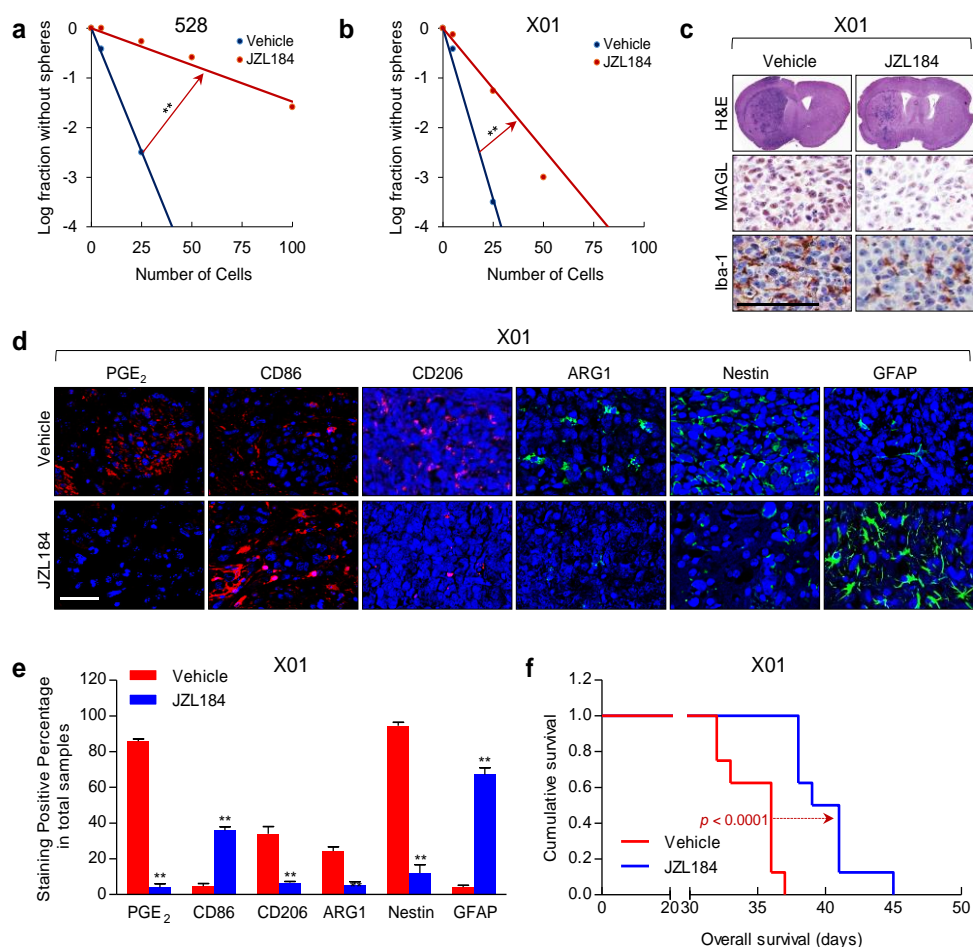 a
528
Vehicle
JZL184
**
Log fraction without spheres
0
-1
-2
-3
-4
0 25 50 75 100
Number of Cells
b
X01
Vehicle
JZL184
**
Log fraction without spheres
0
-1
-2
-3
-4
0 25 50 75 100
Number of Cells
c
X01
Vehicle JZL184
H&E
MAGL
Iba-1
d
X01
PGE2 CD86 CD206 ARG1 Nestin GFAP
Vehicle
JZL184
e
X01
Vehicle
JZL184
Staining Positive Percentage
in total samples
120
100
80
60
40
20
0
** ** ** ** ** **
PGE2 CD86 CD206 ARG1 Nestin GFAP
f
X01
Cumulative survival
1.2
1.0
0.8
0.6
0.4
0.2
0.0
p < 0.0001
Vehicle
JZL184
0 20 30 35 40 45 50
Overall survival (days)